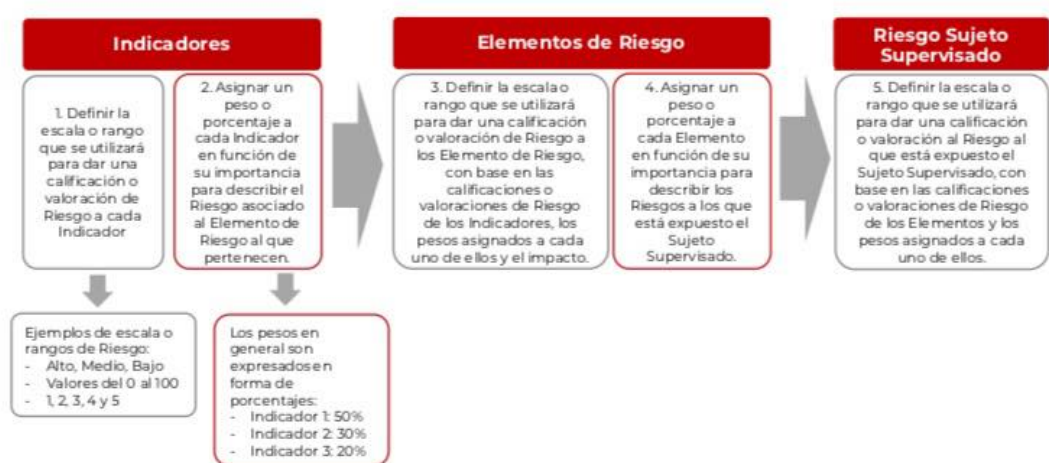 Indicadores
Elementos de Riesgo
Riesgo Sujeto
Supervisado
1. Definir la
escala o rango
que se utilizará
para dar una
calificación o
valoración de
Riesgo a cada
Indicador
2. Asignar un
peso o
porcentaje a
cada Indicador
en función de
su importancia
para describir el
Riesgo asociado
al Elemento de
Riesgo al que
pertenecen.
3. Definir la escala o
rango que se utilizará
para dar una calificación
o valoración de Riesgo a
los Elemento de Riesgo,
con base en las
calificaciones o
valoraciones de Riesgo
de los Indicadores, los
pesos asignados a cada
uno de ellos y el impacto.
4. Asignar un
peso o
porcentaje a
cada Elemento
en función de su
importancia para
describir los
Riesgos a los que
está expuesto el
Sujeto
Supervisado.
5. Definir la escala o
rango que se utilizará
para dar una calificación
o valoración al Riesgo al
que está expuesto el
Sujeto Supervisado, con
base en las calificaciones
o valoraciones de Riesgo
de los Elementos y los
pesos asignados a cada
uno de ellos.
Ejemplos de escala o
rangos de Riesgo:
- Alto, Medio, Bajo
- Valores del 0 al 100
- 1, 2, 3, 4 y 5
Los pesos en
general son
expresados en
forma de
porcentajes:
- Indicador 1: 50%
- Indicador 2: 30%
- Indicador 3: 20%